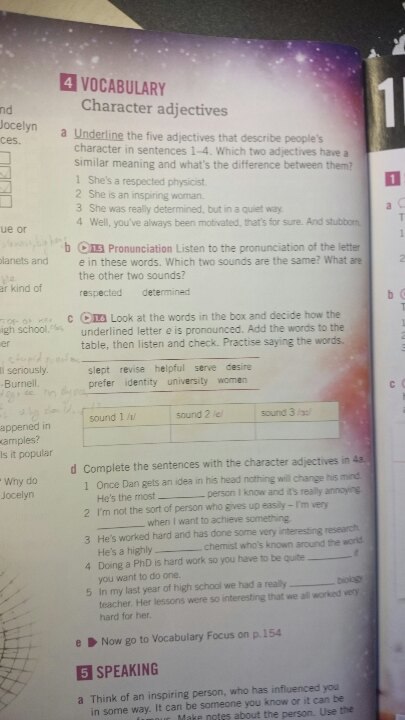 4 VOCABULARY
Character adjectives
a Underline the five adjectives that describe people's
character in sentences 1–4. Which two adjectives have a
similar meaning and what's the difference between them?
1 She's a respected physicist.
2 She is an inspiring woman.
3 She was really determined, but in a quiet way.
4 Well, you've always been motivated, that's for sure. And stubborn.
b 1.5 Pronunciation Listen to the pronunciation of the letter
e in these words. Which two sounds are the same? What are
the other two sounds?
respected determined
c 1.6 Look at the words in the box and decide how the
underlined letter e is pronounced. Add the words to the
table, then listen and check. Practise saying the words.
slept revise helpful serve desire
prefer identity university women
sound 1 /ɪ/ sound 2 /e/ sound 3 /ɜː/
d Complete the sentences with the character adjectives in 4a.
1 Once Dan gets an idea in his head nothing will change his mind.
He's the most ________ person I know and it's really annoying.
2 I'm not the sort of person who gives up easily – I'm very
________ when I want to achieve something.
3 He's worked hard and has done some very interesting research.
He's a highly ________ chemist who's known around the world.
4 Doing a PhD is hard work so you have to be quite ________ if
you want to do one.
5 In my last year of high school we had a really ________ biology
teacher. Her lessons were so interesting that we all worked very
hard for her.
e Now go to Vocabulary Focus on p.154
5 SPEAKING
a Think of an inspiring person, who has influenced you
in some way. It can be someone you know or it can be
Make notes about the person. Use the
nd
Jocelyn
ces.
ue or
planets and
ar kind of
igh school.
er
ll seriously.
-Burnell.
appened in
xamples?
Is it popular
Why do
Jocelyn
1
1
a
T
1
2
b
T
1
2
3
c